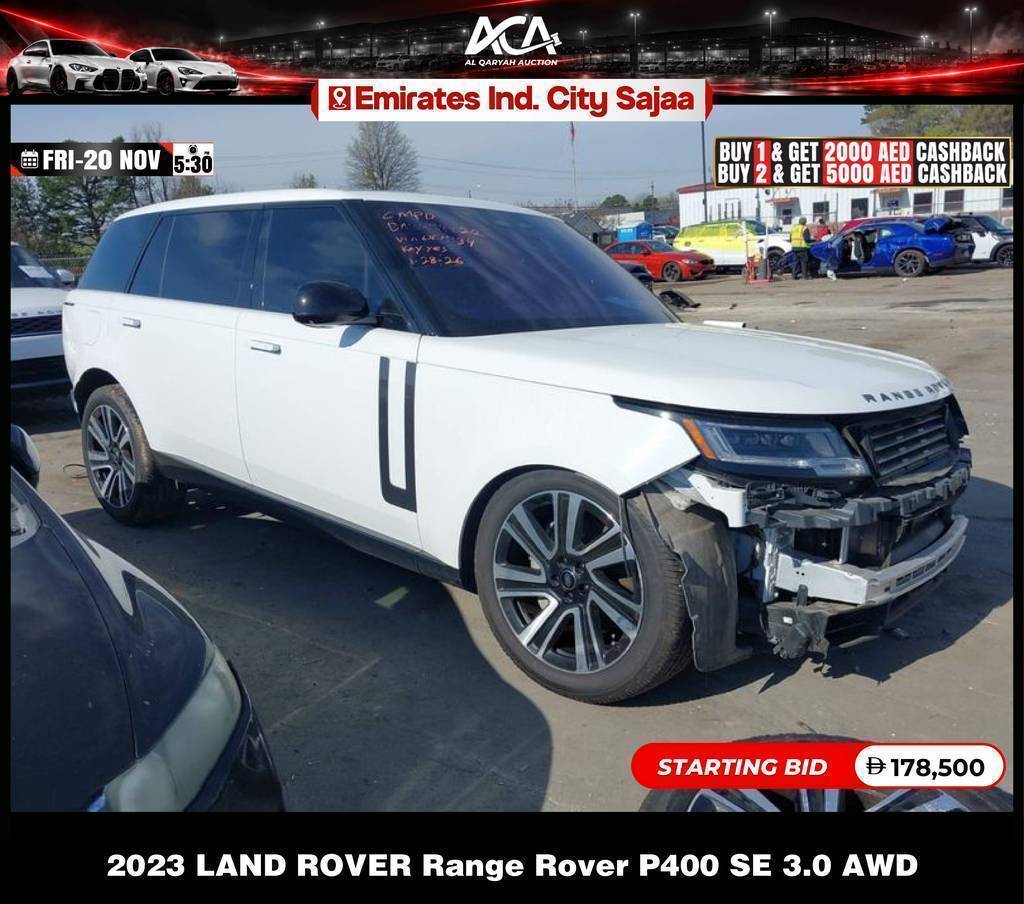 ACA
AL QARYAH AUCTION
Emirates Ind. City Sajaa
FRI-20 NOV 5:30
BUY 1 & GET 2000 AED CASHBACK
BUY 2 & GET 5000 AED CASHBACK
CMPD
RANGE RO
STARTING BID 178,500
2023 LAND ROVER Range Rover P400 SE 3.0 AWD